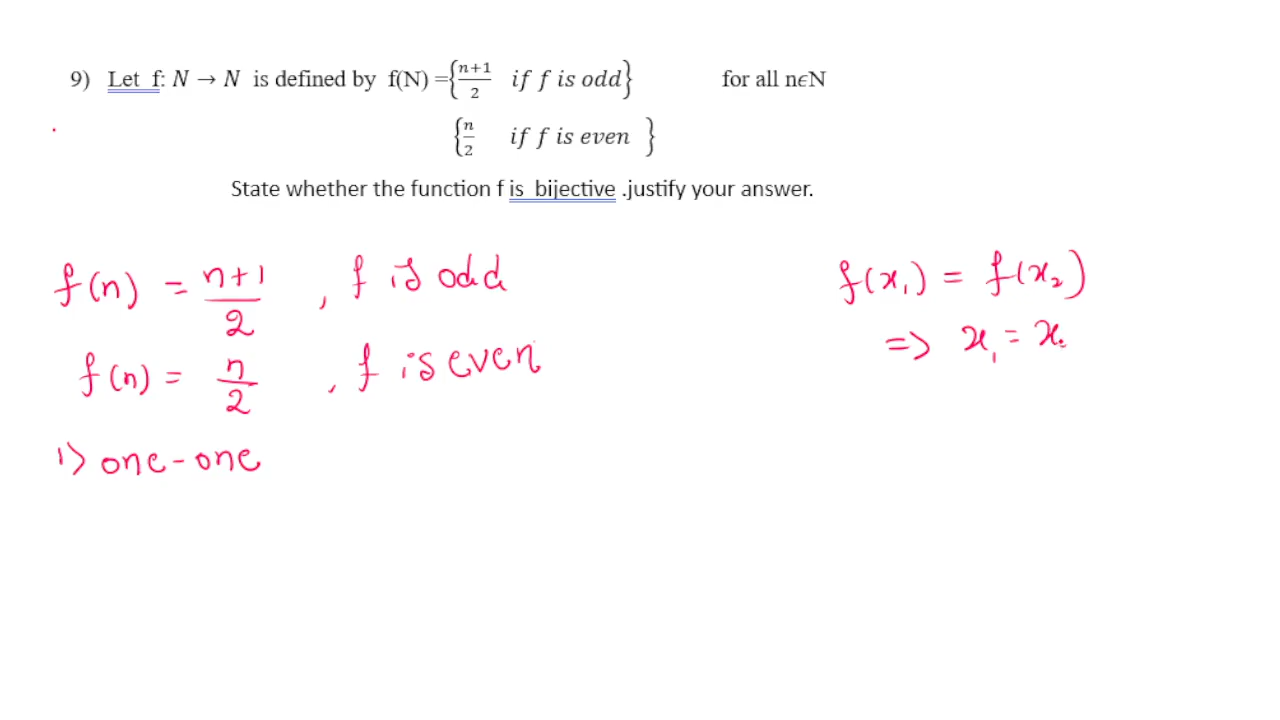 9) Let f: N → N is defined by f(N) ={n+1/2 if f is odd} for all nϵN
{n/2 if f is even }
State whether the function f is bijective .justify your answer.
f(n) = n+1/2 , f is odd
f(n) = n/2 , f is even
1) one-one
f(x₁) = f(x₂)
=> x₁ = x